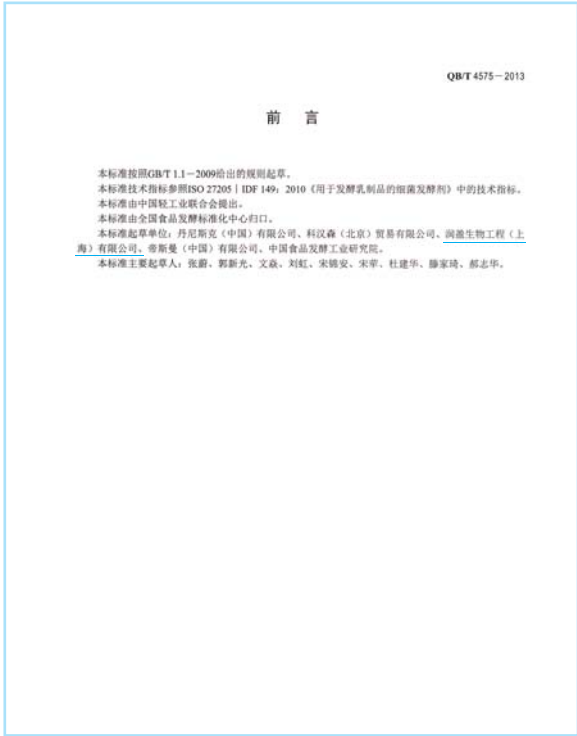 QB/T 4575－2013
前 言
本标准按照GB/T 1.1－2009给出的规则起草。
本标准技术指标参照ISO 27205 | IDF 149：2010《用于发酵乳制品的细菌发酵剂》中的技术指标。
本标准由中国轻工业联合会提出。
本标准由全国食品发酵标准化中心归口。
本标准起草单位：丹尼斯克（中国）有限公司、科汉森（北京）贸易有限公司、润盈生物工程（上
海）有限公司、帝斯曼（中国）有限公司、中国食品发酵工业研究院。
本标准主要起草人：张蔚、郭新光、文焱、刘虹、宋锦安、宋苹、杜建华、滕家琦、郝志华。